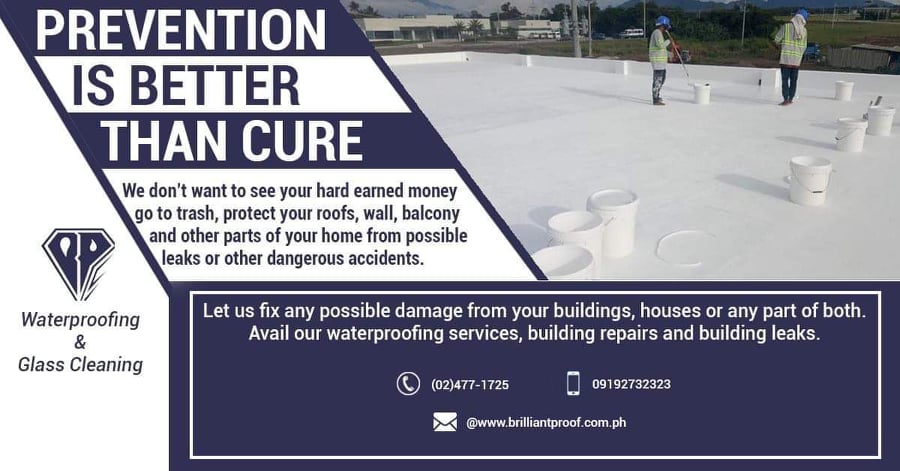 PREVENTION
IS BETTER
THAN CURE
We don't want to see your hard earned money
go to trash, protect your roofs, wall, balcony
and other parts of your home from possible
leaks or other dangerous accidents.
BP
Waterproofing
&
Glass Cleaning
Let us fix any possible damage from your buildings, houses or any part of both.
Avail our waterproofing services, building repairs and building leaks.
(02)477-1725
09192732323
@www.brilliantproof.com.ph